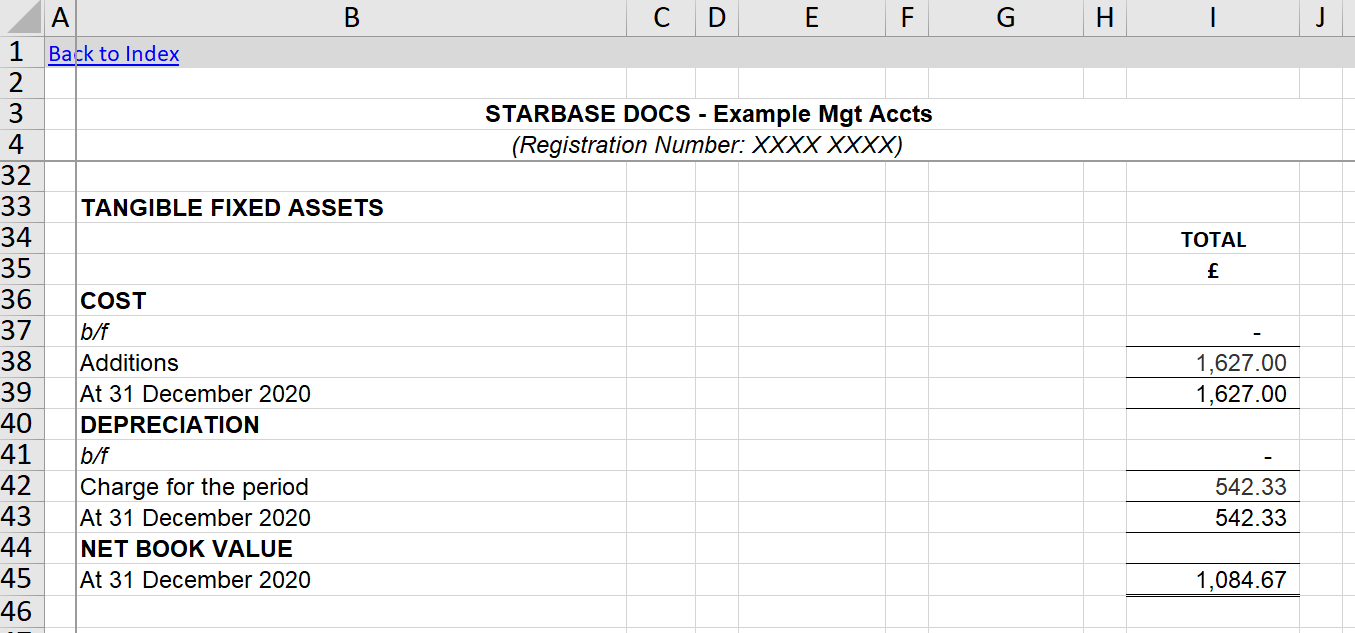 A B C D E F G H I J
1 Back to Index
2
3 STARBASE DOCS - Example Mgt Accts
4 (Registration Number: XXXX XXXX)
32
33 TANGIBLE FIXED ASSETS
34 TOTAL
35 £
36 COST
37 b/f -
38 Additions 1,627.00
39 At 31 December 2020 1,627.00
40 DEPRECIATION
41 b/f -
42 Charge for the period 542.33
43 At 31 December 2020 542.33
44 NET BOOK VALUE
45 At 31 December 2020 1,084.67
46